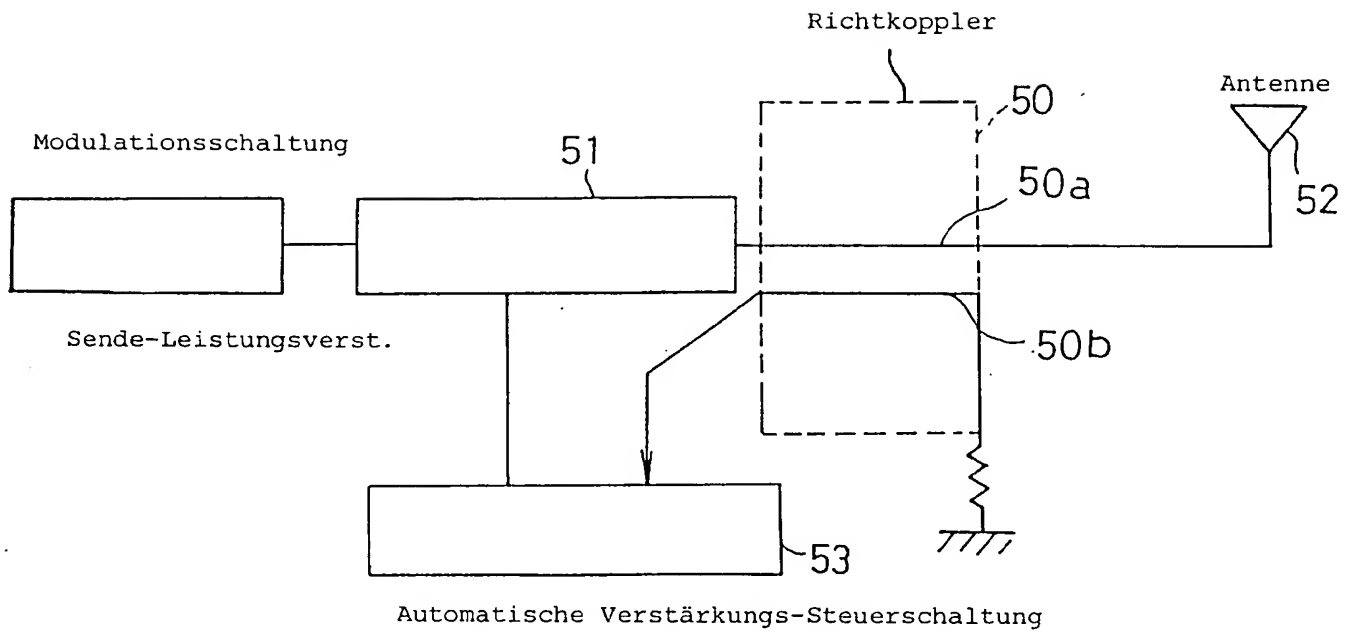 Richtkoppler
Antenne
50
Modulationsschaltung
51
50a
52
Sende-Leistungsverst.
50b
53
Automatische Verstärkungs-Steuerschaltung